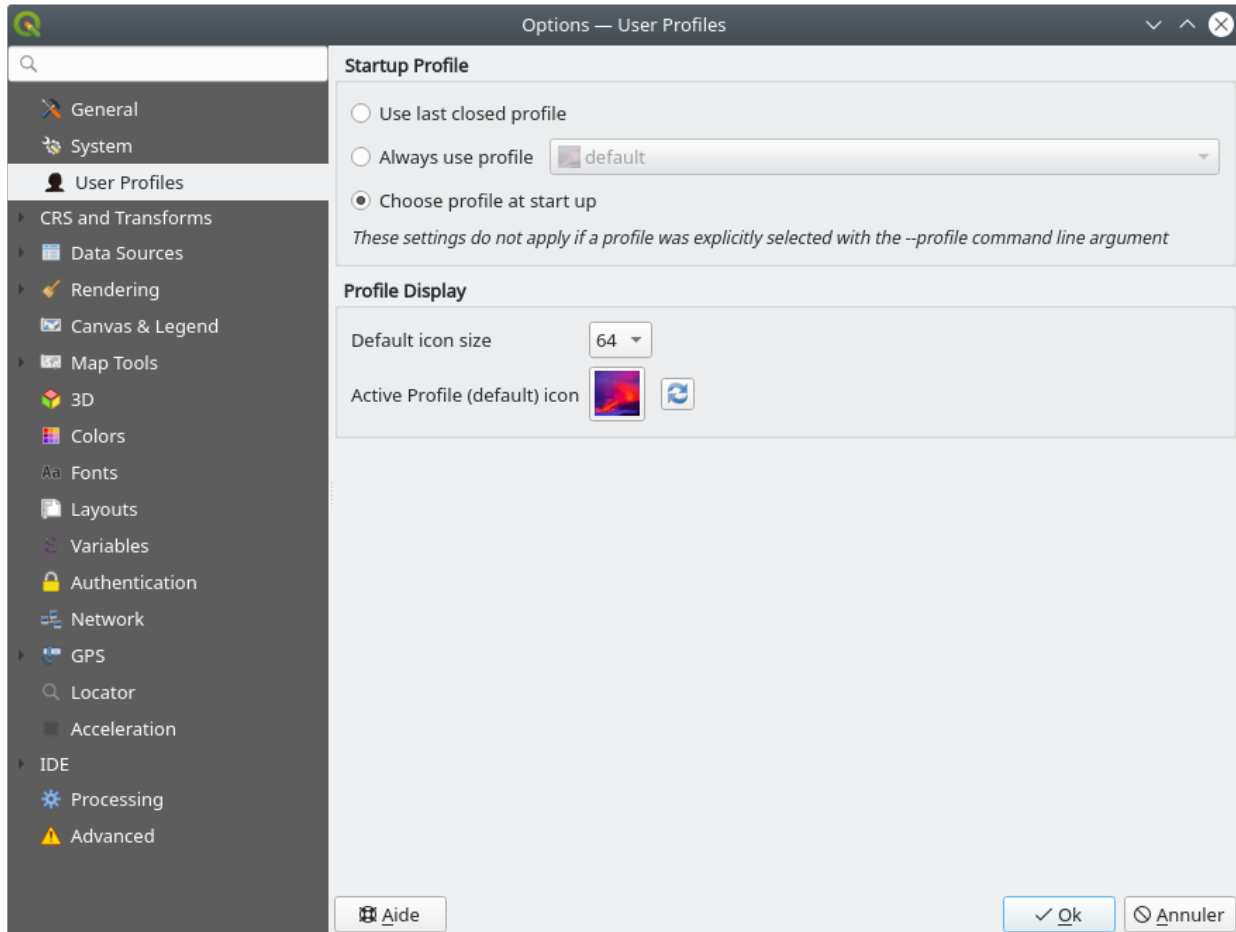 Options — User Profiles
General
System
User Profiles
CRS and Transforms
Data Sources
Rendering
Canvas & Legend
Map Tools
3D
Colors
Aa Fonts
Layouts
ε Variables
Authentication
Network
GPS
Locator
Acceleration
IDE
Processing
Advanced
Startup Profile
Use last closed profile
Always use profile default
Choose profile at start up
These settings do not apply if a profile was explicitly selected with the --profile command line argument
Profile Display
Default icon size 64
Active Profile (default) icon
Aide
Ok
Annuler